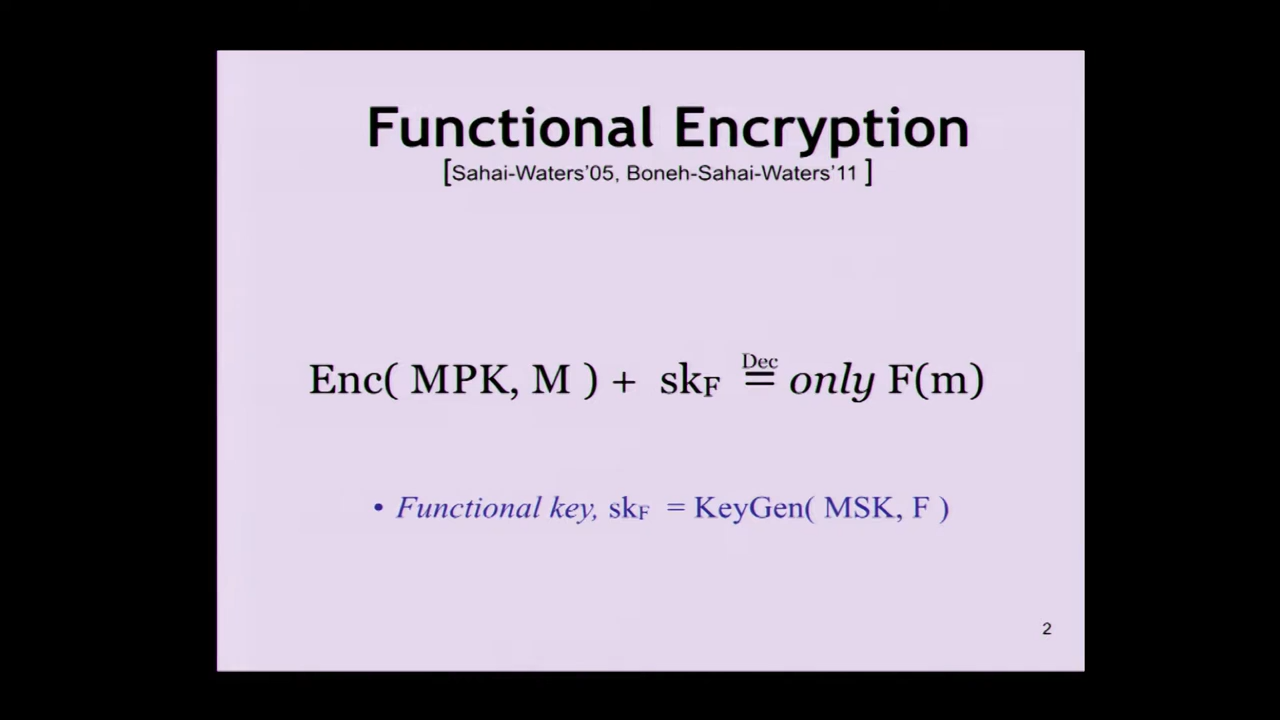 Functional Encryption
[Sahai-Waters’05, Boneh-Sahai-Waters’11 ]
Enc( MPK, M ) + skF Dec = only F(m)
• Functional key, skF = KeyGen( MSK, F )
2